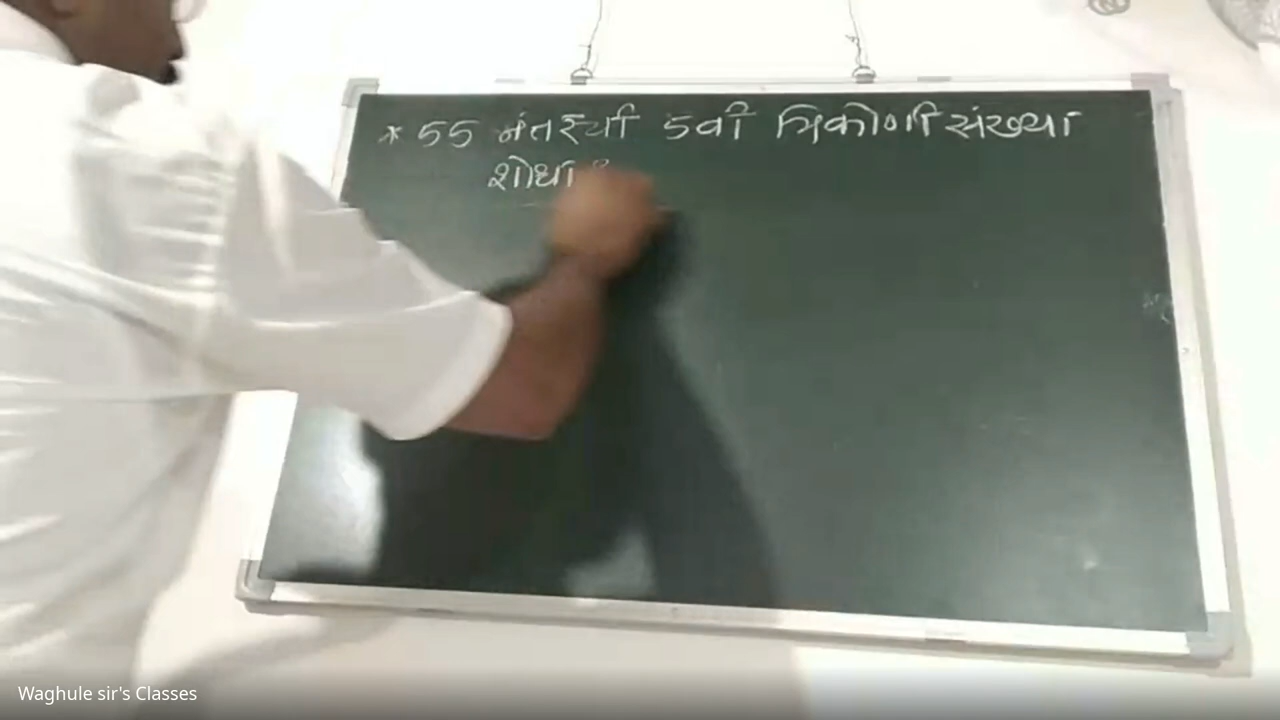 * 55 नंतरची 5वी त्रिकोणी संख्या
शोधा
Waghule sir's Classes